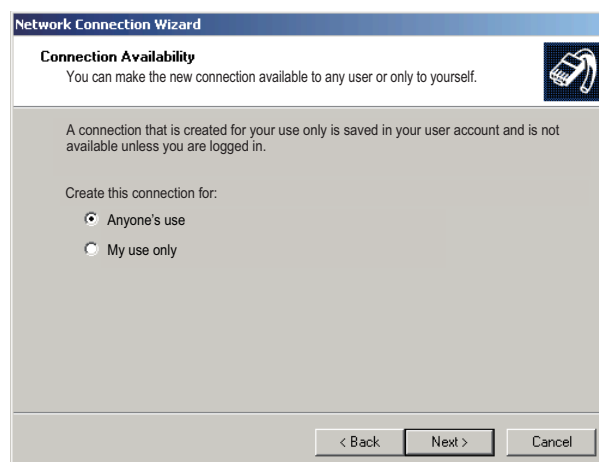 Network Connection Wizard
Connection Availability
You can make the new connection available to any user or only to yourself.
A connection that is created for your use only is saved in your user account and is not
available unless you are logged in.
Create this connection for:
Anyone's use
My use only
< Back Next > Cancel